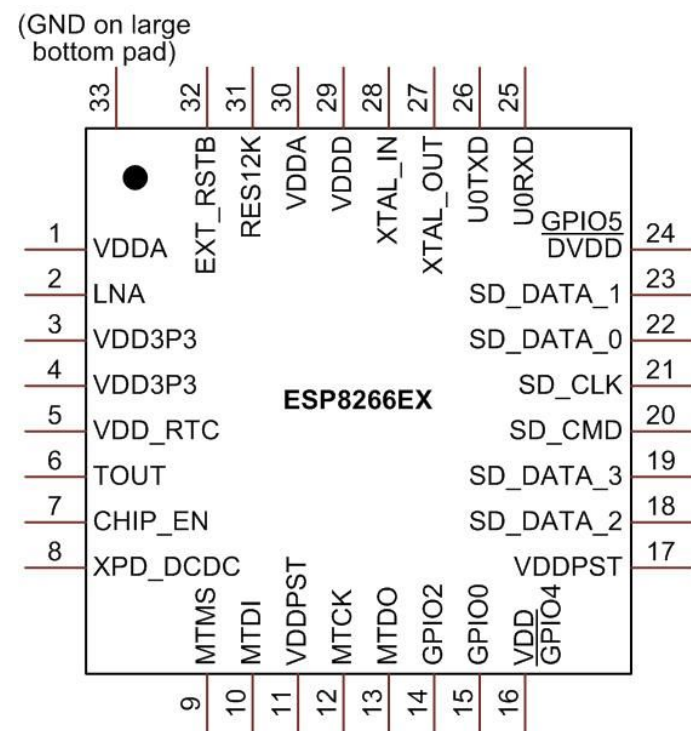 (GND on large
bottom pad)
33
32
31
30
29
28
27
26
25
EXT_RSTB
RES12K
VDDA
VDDD
XTAL_IN
XTAL_OUT
U0TXD
U0RXD
1 VDDA
2 LNA
3 VDD3P3
4 VDD3P3
5 VDD_RTC
6 TOUT
7 CHIP_EN
8 XPD_DCDC
ESP8266EX
GPIO5
DVDD 24
SD_DATA_1 23
SD_DATA_0 22
SD_CLK 21
SD_CMD 20
SD_DATA_3 19
SD_DATA_2 18
VDDPST 17
MTMS
MTDI
VDDPST
MTCK
MTDO
GPIO2
GPIO0
VDD
GPIO4
9
10
11
12
13
14
15
16